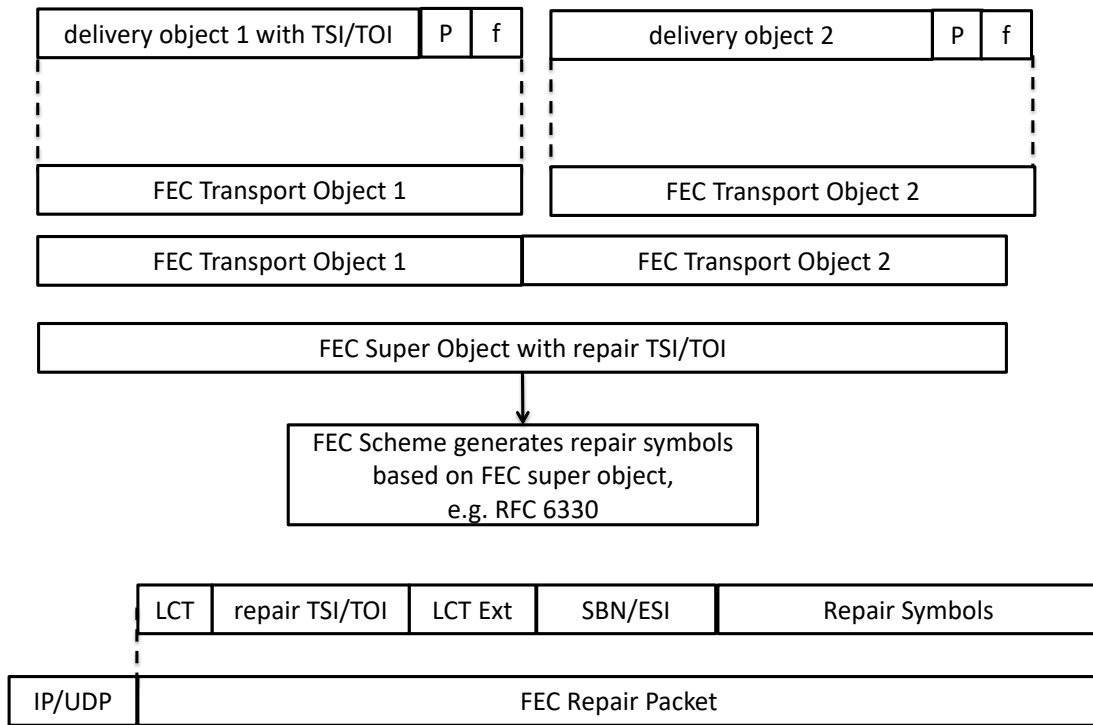 delivery object 1 with TSI/TOI P f
delivery object 2 P f
FEC Transport Object 1
FEC Transport Object 2
FEC Transport Object 1
FEC Transport Object 2
FEC Super Object with repair TSI/TOI
FEC Scheme generates repair symbols
based on FEC super object,
e.g. RFC 6330
LCT repair TSI/TOI LCT Ext SBN/ESI Repair Symbols
IP/UDP FEC Repair Packet